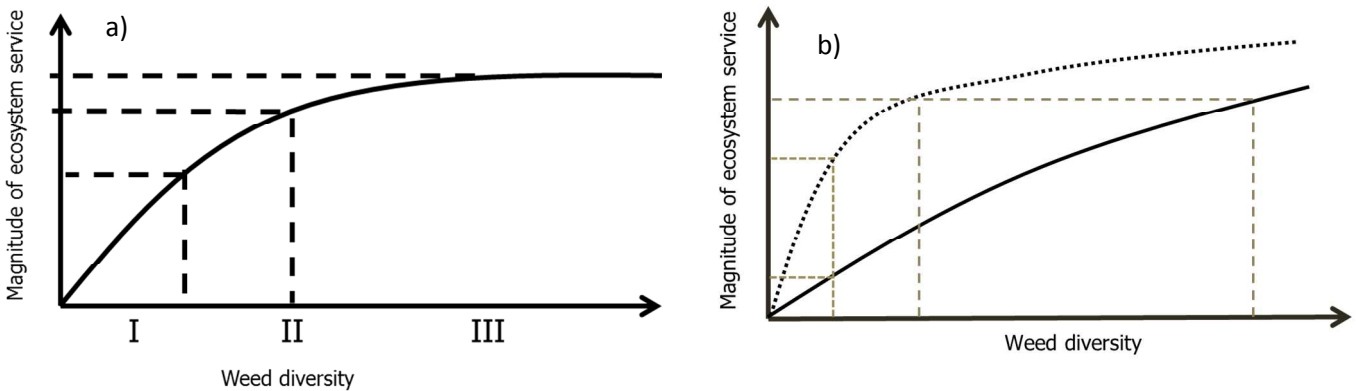 a)
Magnitude of ecosystem service
I II III
Weed diversity
b)
Magnitude of ecosystem service
Weed diversity